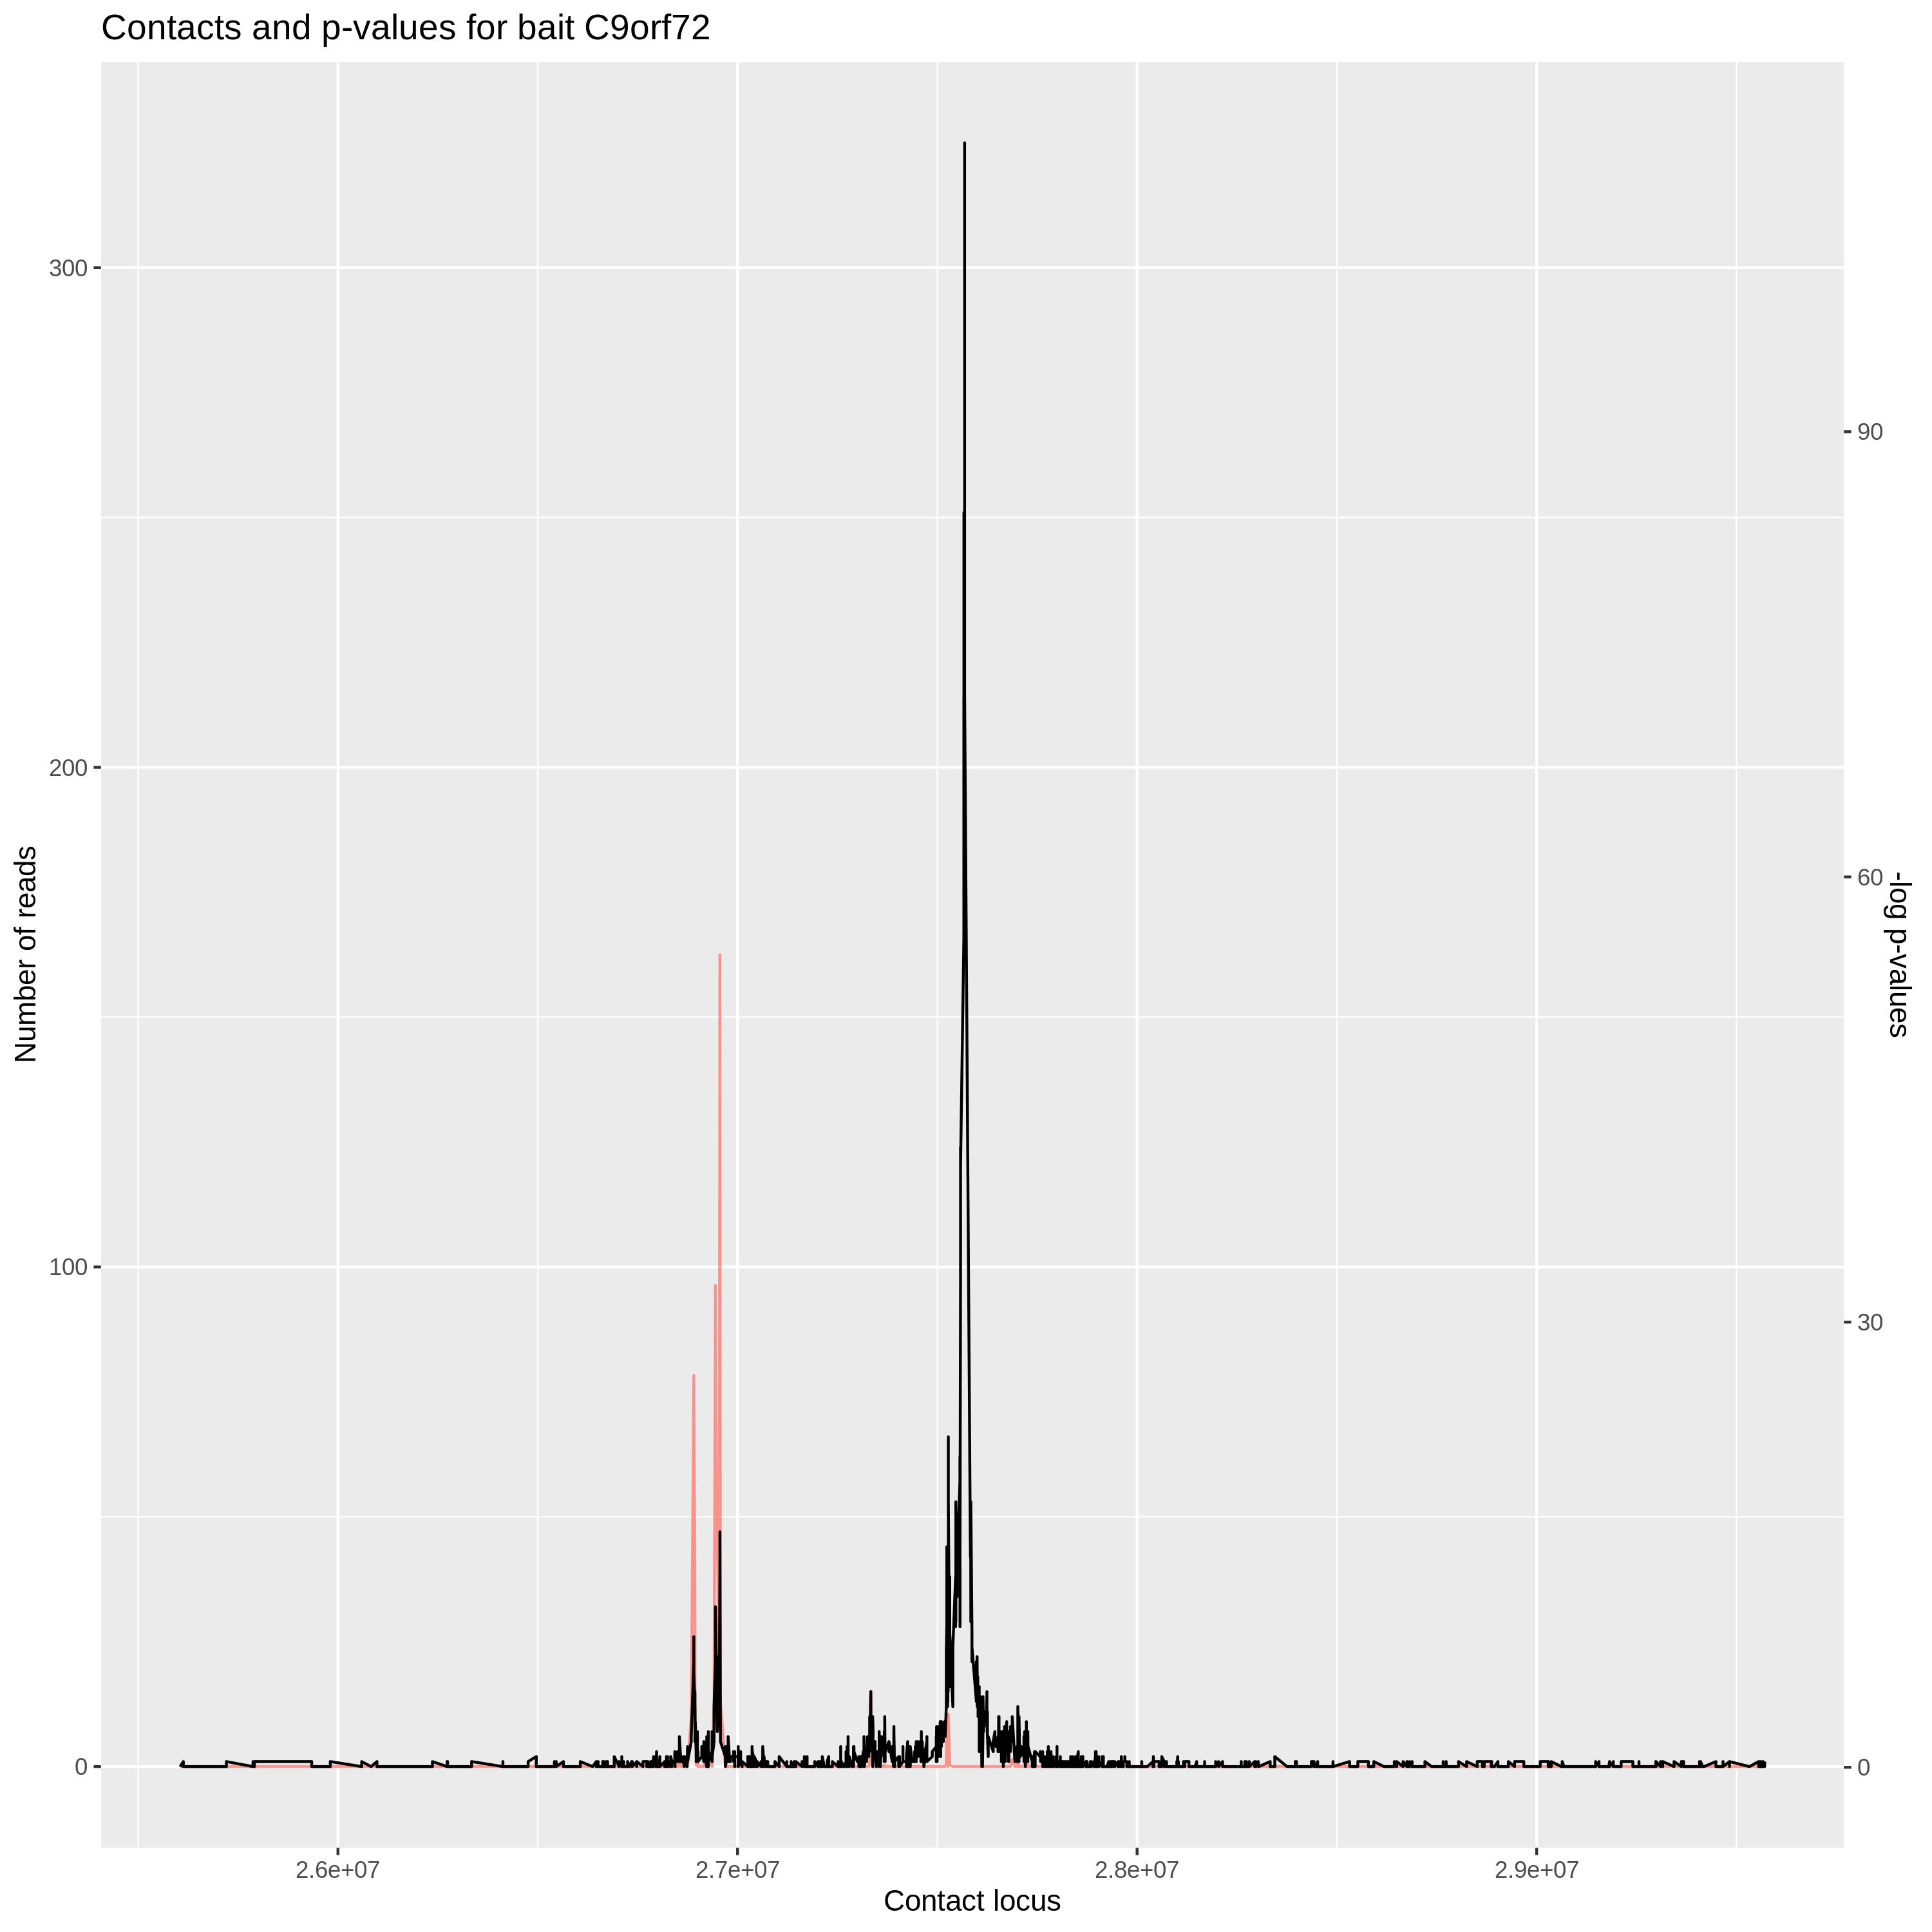 Contacts and p-values for bait C9orf72
300
200
100
0
Number of reads
90
60
30
0
-log p-values
2.6e+07 2.7e+07 2.8e+07 2.9e+07
Contact locus